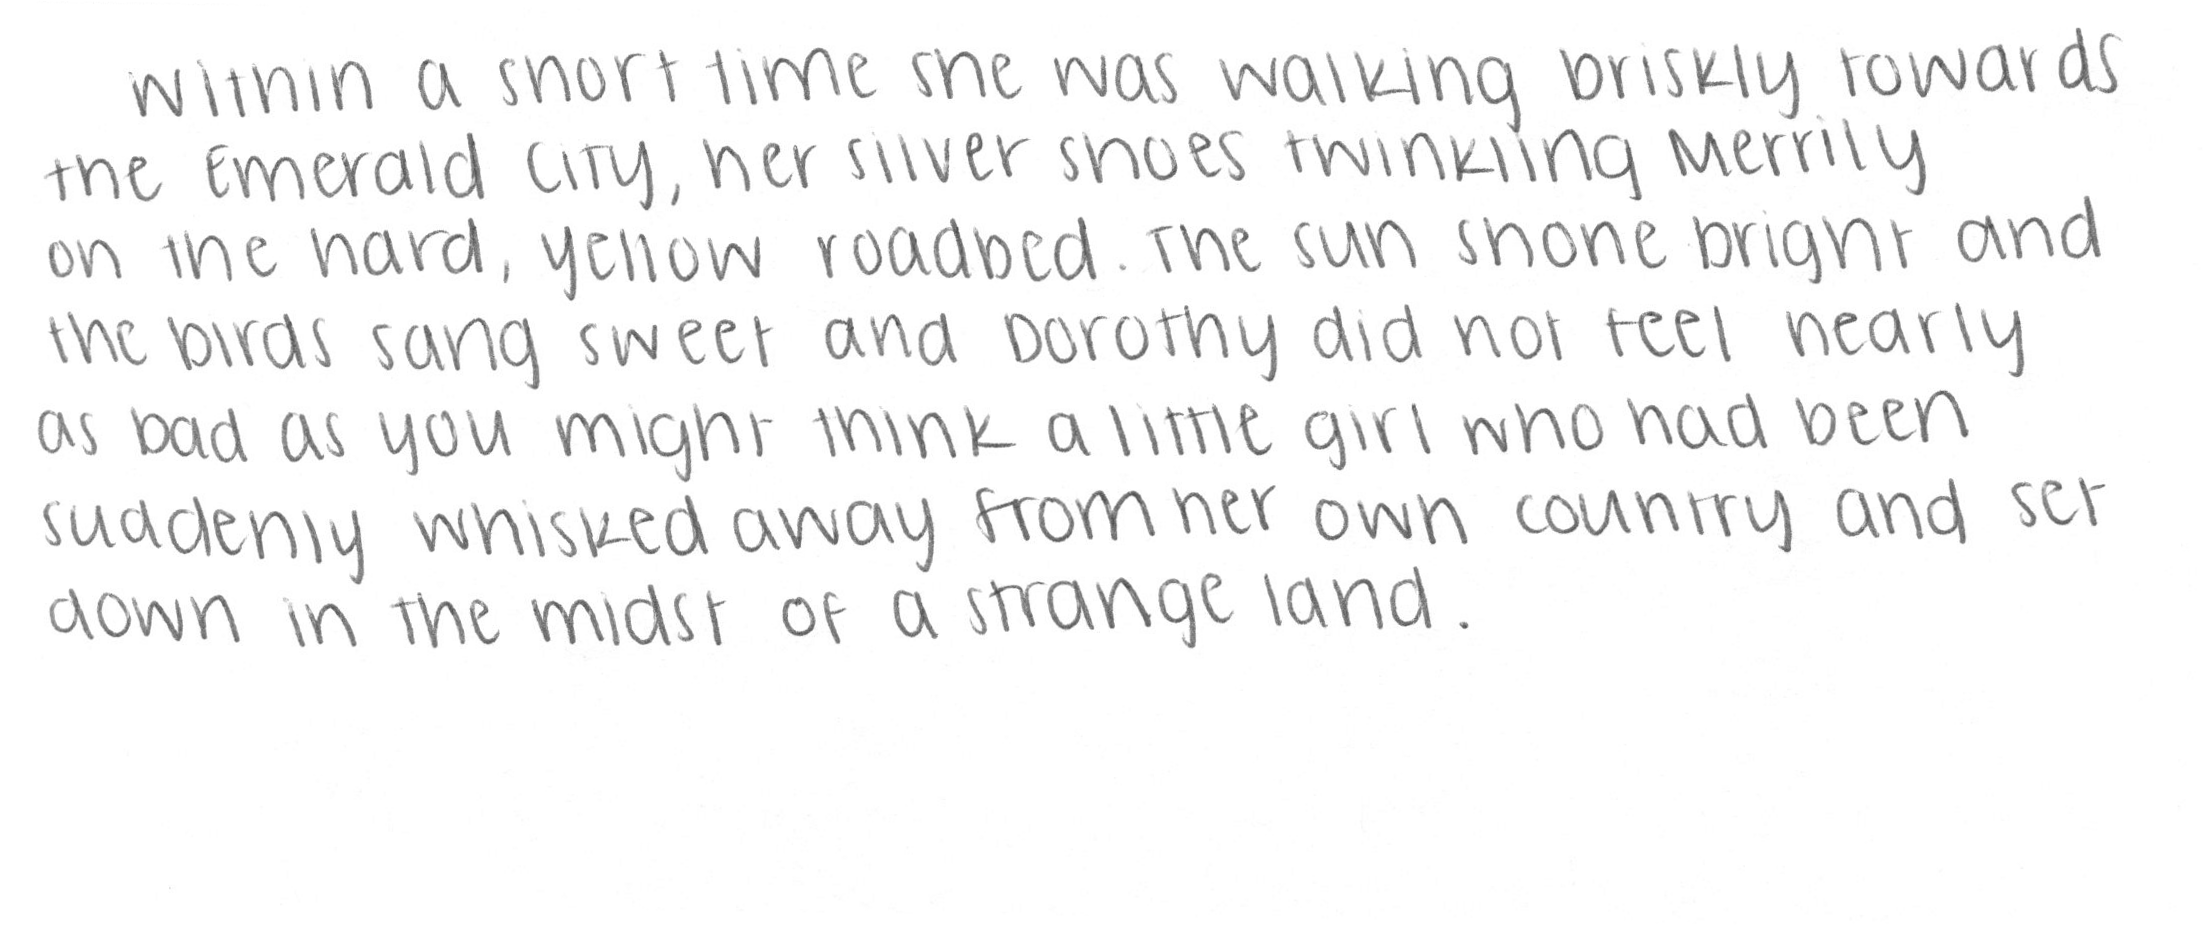 Within a short time she was walking briskly towards
the Emerald City, her silver shoes twinkling Merrily
on the hard, yellow roadbed. The sun shone bright and
the birds sang sweet and Dorothy did not feel nearly
as bad as you might think a little girl who had been
suddenly whisked away from her own country and set
down in the midst of a strange land.